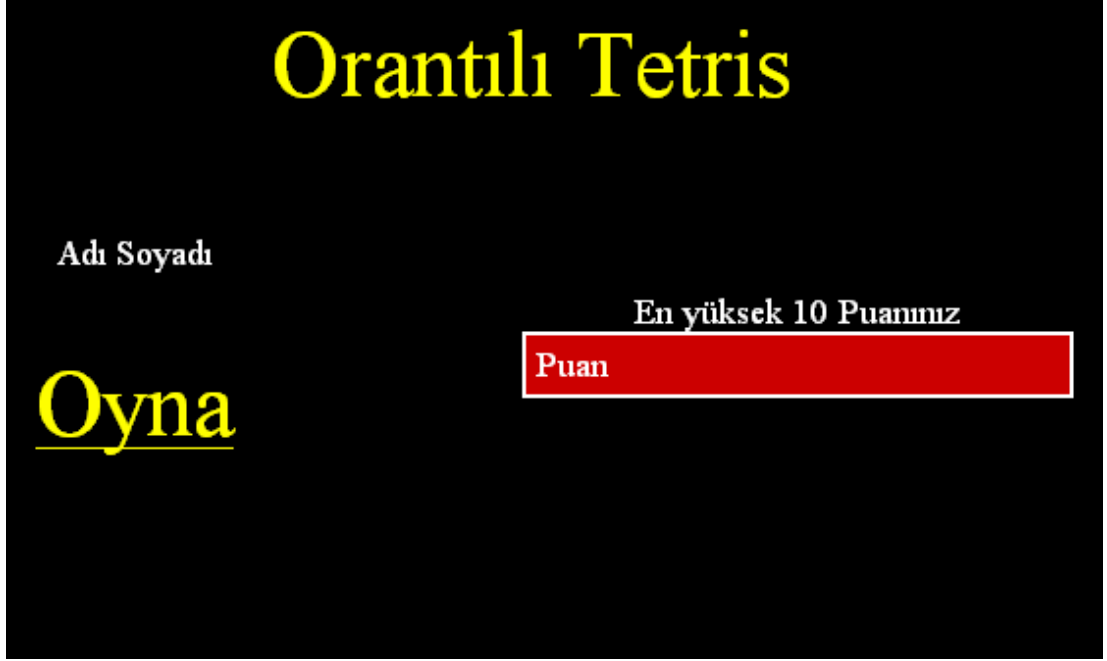 Orantılı Tetris
Adı Soyadı
En yüksek 10 Puanınız
Puan
Oyna